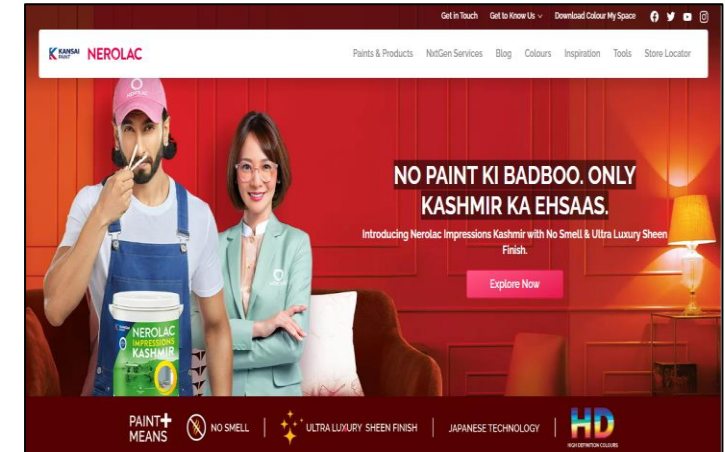 Get in Touch Get to Know Us Download Colour My Space
KANSAI PAINT NEROLAC Paints & Products NxtGen Services Blog Colours Inspiration Tools Store Locator
NO PAINT KI BADBOO. ONLY
KASHMIR KA EHSAAS.
Introducing Nerolac Impressions Kashmir with No Smell & Ultra Luxury Sheen
Finish.
Explore Now
NEROLAC
IMPRESSIONS
KASHMIR
PAINT+
MEANS
NO SMELL
ULTRA LUXURY SHEEN FINISH
JAPANESE TECHNOLOGY
HD
HIGH DEFINITION COLOURS